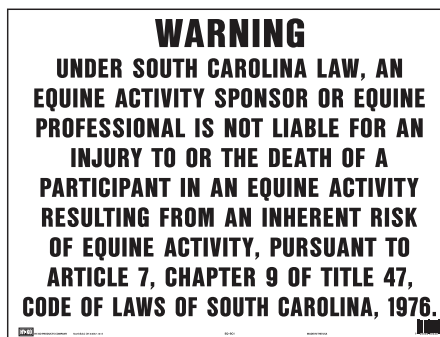 WARNING
UNDER SOUTH CAROLINA LAW, AN
EQUINE ACTIVITY SPONSOR OR EQUINE
PROFESSIONAL IS NOT LIABLE FOR AN
INJURY TO OR THE DEATH OF A
PARTICIPANT IN AN EQUINE ACTIVITY
RESULTING FROM AN INHERENT RISK
OF EQUINE ACTIVITY, PURSUANT TO
ARTICLE 7, CHAPTER 9 OF TITLE 47,
CODE OF LAWS OF SOUTH CAROLINA, 1976.